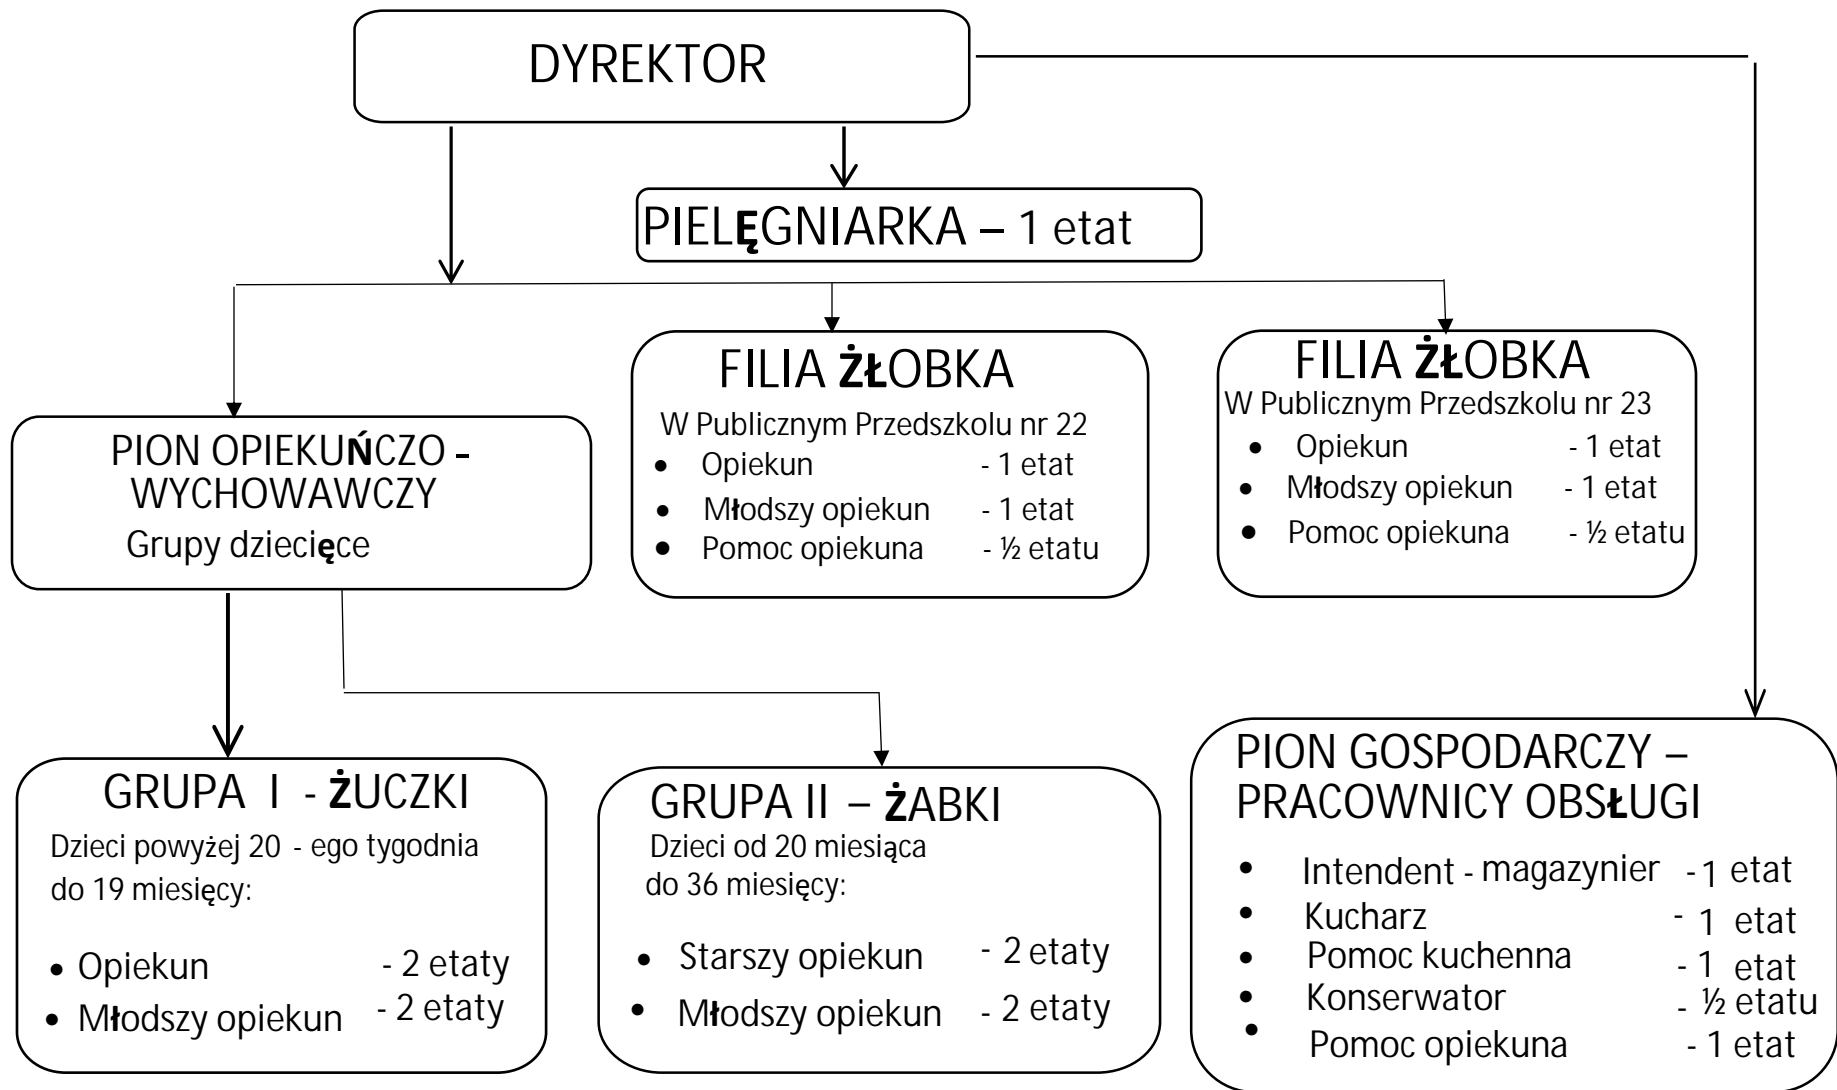 DYREKTOR
PIELĘGNIARKA – 1 etat
FILIA ŻŁOBKA
W Publicznym Przedszkolu nr 22
• Opiekun - 1 etat
• Młodszy opiekun - 1 etat
• Pomoc opiekuna - ½ etatu
FILIA ŻŁOBKA
W Publicznym Przedszkolu nr 23
• Opiekun - 1 etat
• Młodszy opiekun - 1 etat
• Pomoc opiekuna - ½ etatu
PION OPIEKUŃCZO -
WYCHOWAWCZY
Grupy dziecięce
GRUPA I - ŻUCZKI
Dzieci powyżej 20 - ego tygodnia
do 19 miesięcy:
• Opiekun - 2 etaty
• Młodszy opiekun - 2 etaty
GRUPA II – ŻABKI
Dzieci od 20 miesiąca
do 36 miesięcy:
• Starszy opiekun - 2 etaty
• Młodszy opiekun - 2 etaty
PION GOSPODARCZY –
PRACOWNICY OBSŁUGI
• Intendent - magazynier - 1 etat
• Kucharz - 1 etat
• Pomoc kuchenna - 1 etat
• Konserwator - ½ etatu
• Pomoc opiekuna - 1 etat